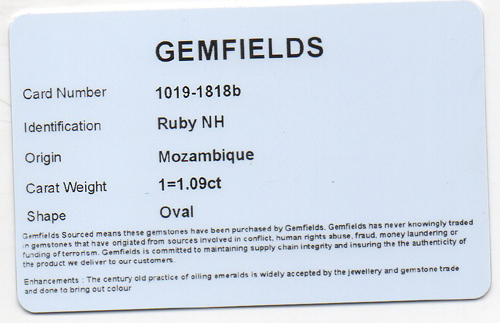 GEMFIELDS
Card Number 1019-1818b
Identification Ruby NH
Origin Mozambique
Carat Weight 1=1.09ct
Shape Oval
Gemfields Sourced means these gemstones have been purchased by Gemfields. Gemfields has never knowingly traded
in gemstones that have origiated from sources involved in conflict, human rights abuse, fraud, money laundering or
funding of terrorism. Gemfields is committed to maintaining supply chain integrity and insuring the the authenticity of
the product we deliver to our customers.
Enhancements : The century old practice of oiling emeralds is widely accepted by the jewellery and gemstone trade
and done to bring out colour